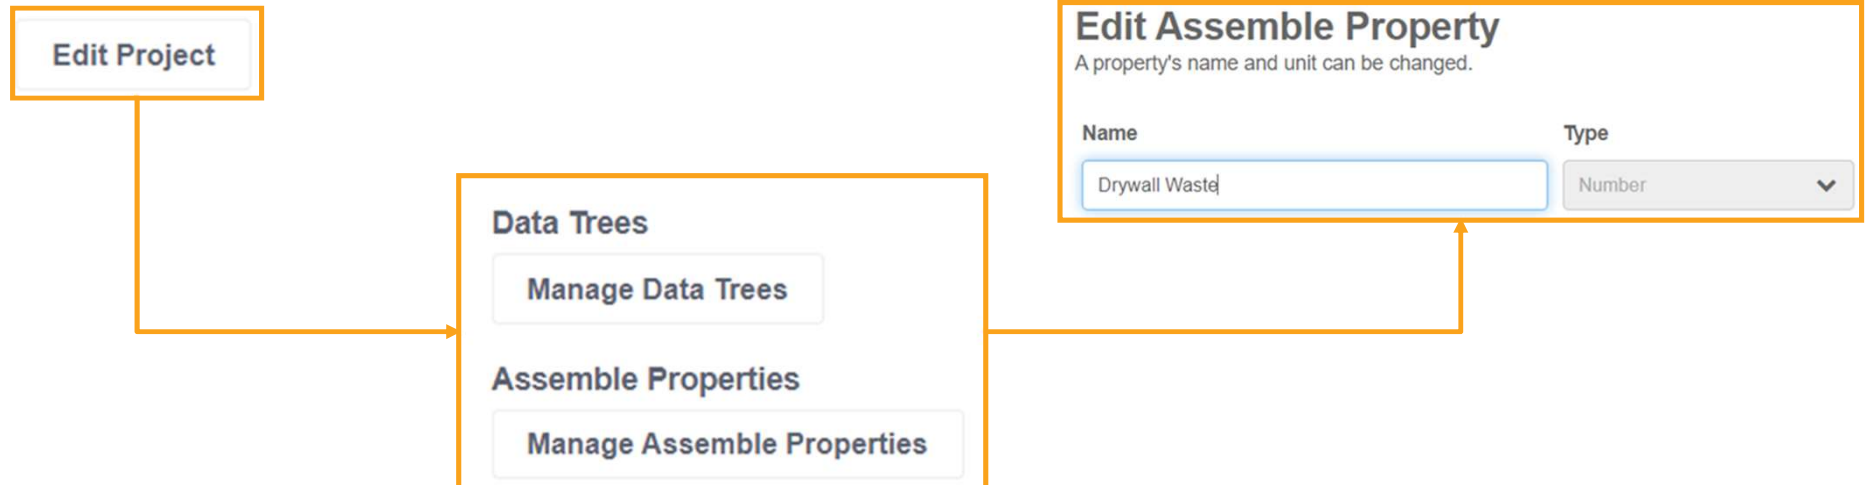 Edit Project
Data Trees
Manage Data Trees
Assemble Properties
Manage Assemble Properties
Edit Assemble Property
A property's name and unit can be changed.
Name Type
Drywall Waste Number